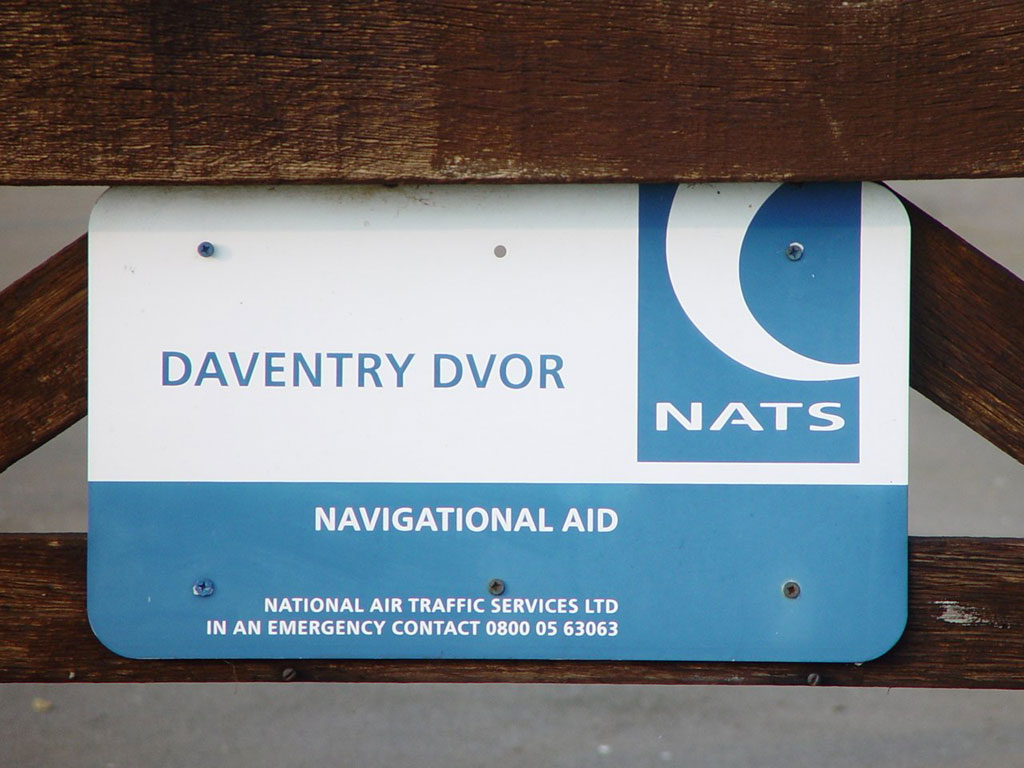 DAVENTRY DVOR
NATS
NAVIGATIONAL AID
NATIONAL AIR TRAFFIC SERVICES LTD
IN AN EMERGENCY CONTACT 0800 05 63063